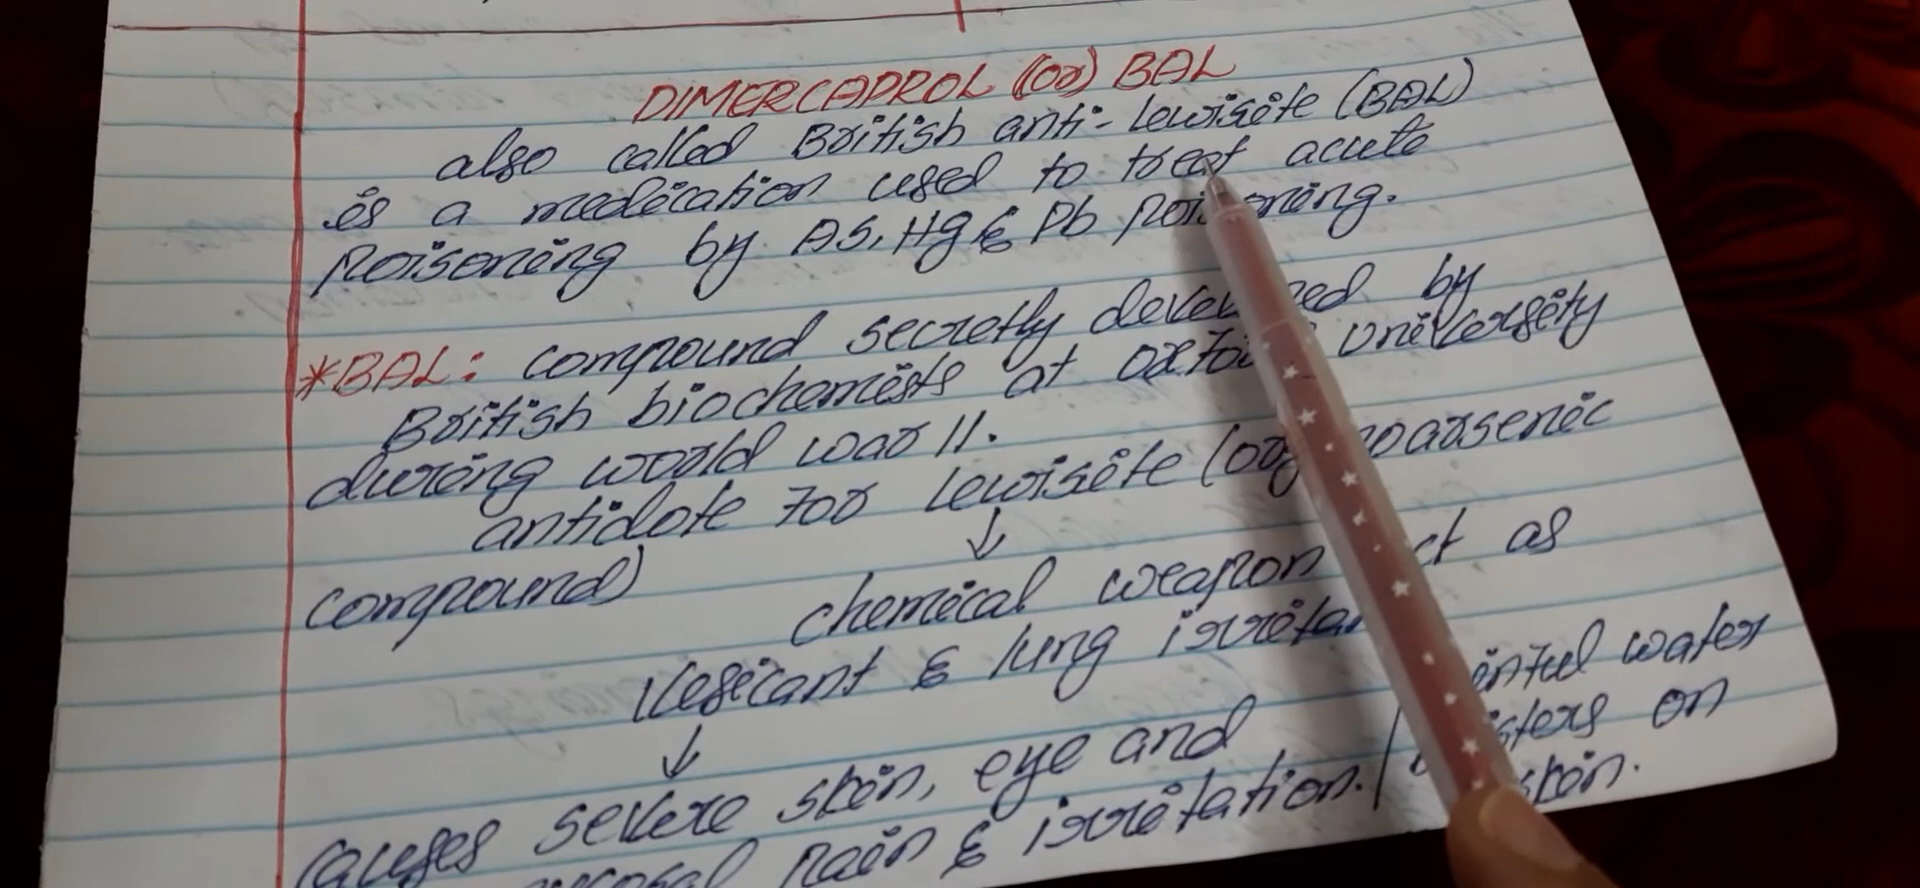 DIMERCAPROL (or) BAL
also called British anti-Lewisite (BAL)
is a medication used to treat acute
poisoning by AS, Hg & Pb poisoning.
*BAL: compound secretly developed by
British biochemists at Oxford university
during world war II.
antidote for Lewisite (organoarsenic
compound)
↓
chemical weapon act as
vesicant & lung irritant
↓
painful water
blisters on
skin.
causes severe skin, eye and
mucosal pain & irritation.